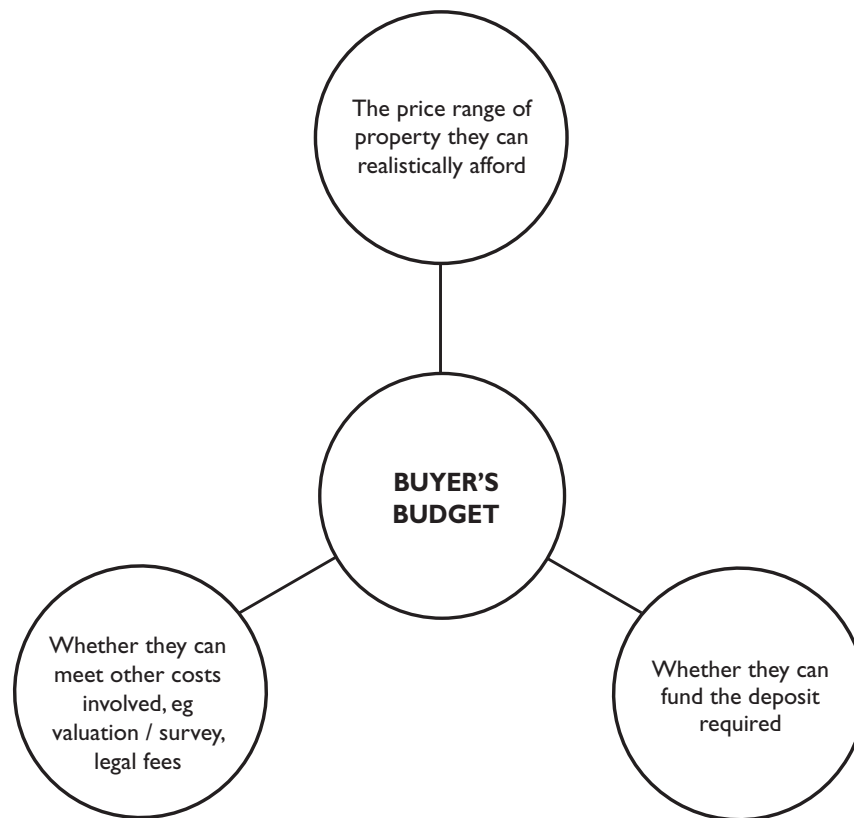 The price range of
property they can
realistically afford
BUYER’S
BUDGET
Whether they can
meet other costs
involved, eg
valuation / survey,
legal fees
Whether they can
fund the deposit
required